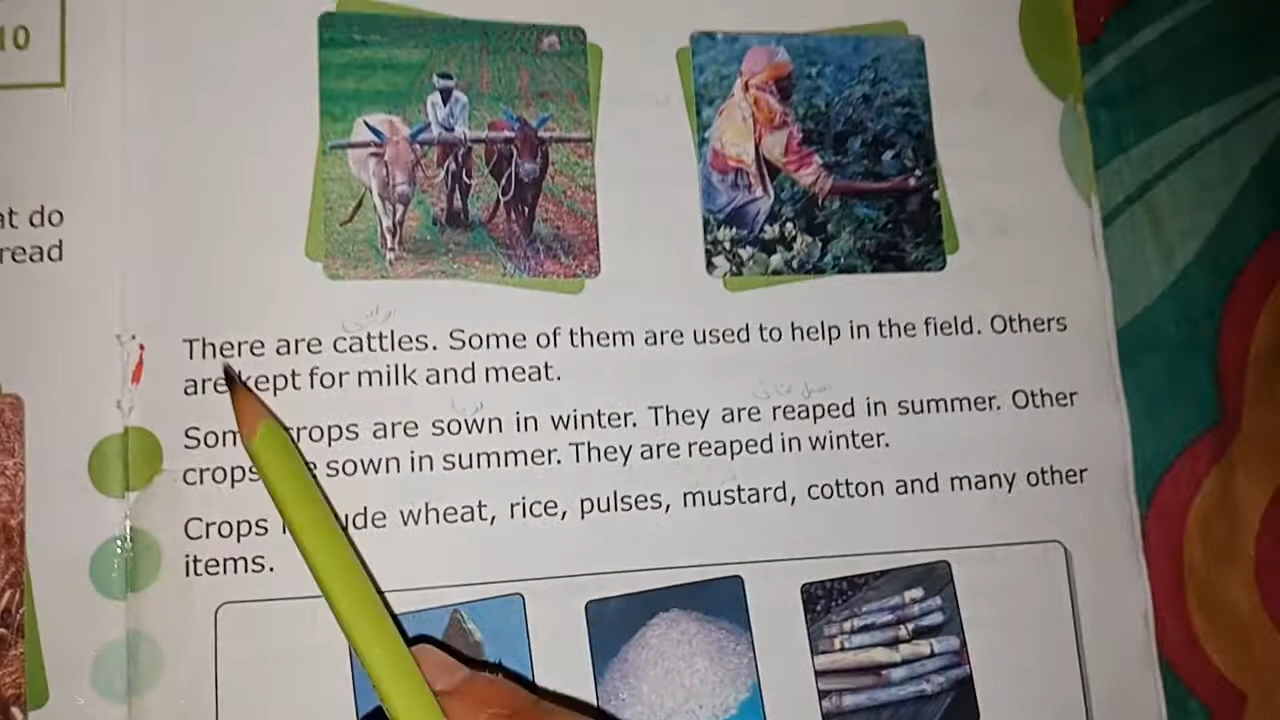 10
at do
read
There are cattles. Some of them are used to help in the field. Others
are kept for milk and meat.
Some crops are sown in winter. They are reaped in summer. Other
crops sown in summer. They are reaped in winter.
Crops wheat, rice, pulses, mustard, cotton and many other
items.